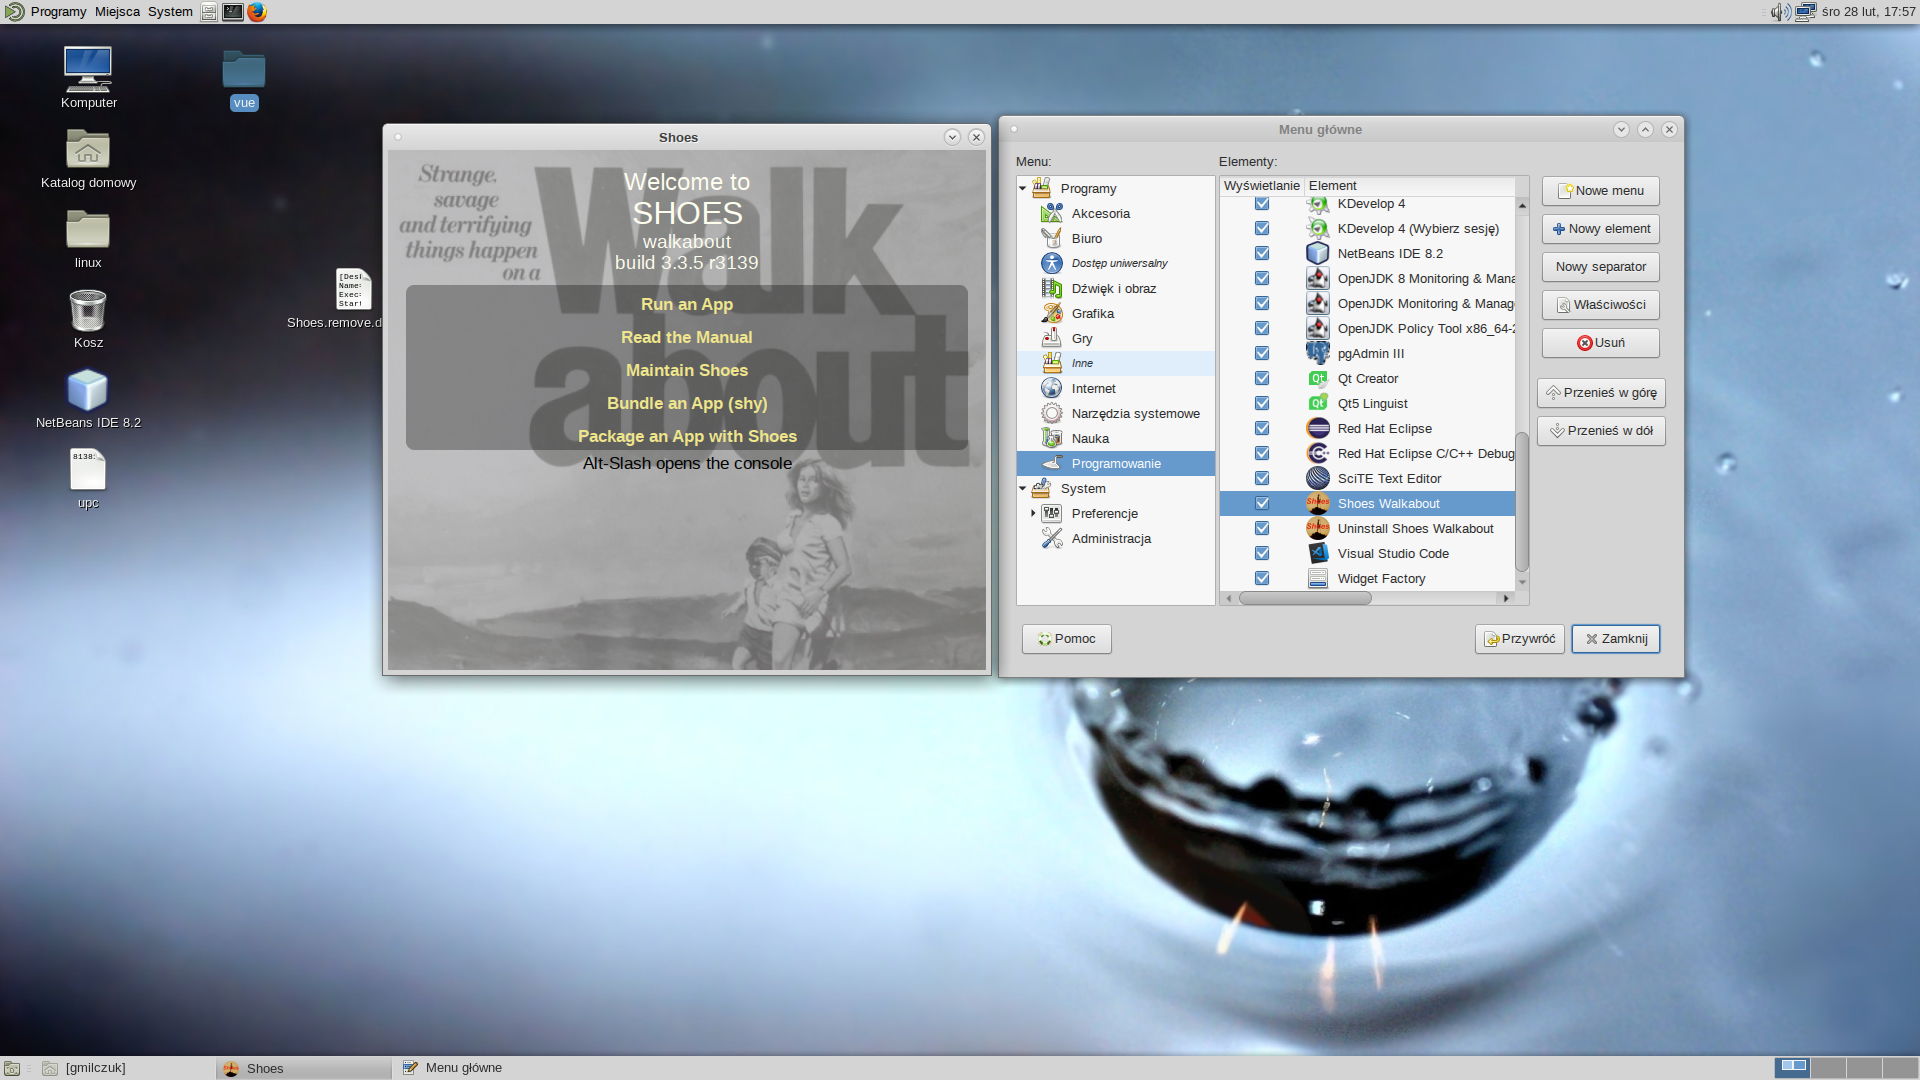 Programy Miejsca System
śro 28 lut, 17:57
Komputer
vue
Katalog domowy
linux
Shoes.remove.d
Kosz
NetBeans IDE 8.2
8138:
upc
[Des
Name:
Exec=
Star!
Shoes
Strange,
savage
and terrifying
things happen
on a
Walk
about
Welcome to
SHOES
walkabout
build 3.3.5 r3139
Run an App
Read the Manual
Maintain Shoes
Bundle an App (shy)
Package an App with Shoes
Alt-Slash opens the console
Menu główne
Menu:
Programy
Akcesoria
Biuro
Dostęp uniwersalny
Dźwięk i obraz
Grafika
Gry
Inne
Internet
Narzędzia systemowe
Nauka
Programowanie
System
Preferencje
Administracja
Elementy:
Wyświetlanie Element
KDevelop 4
KDevelop 4 (Wybierz sesję)
NetBeans IDE 8.2
OpenJDK 8 Monitoring & Mana
OpenJDK Monitoring & Manag
OpenJDK Policy Tool x86_64-2
pgAdmin III
Qt Creator
Qt5 Linguist
Red Hat Eclipse
Red Hat Eclipse C/C++ Debug
SciTE Text Editor
Shoes Walkabout
Uninstall Shoes Walkabout
Visual Studio Code
Widget Factory
Nowe menu
Nowy element
Nowy separator
Właściwości
Usuń
Przenieś w górę
Przenieś w dół
Pomoc
Przywróć
Zamknij
[gmilczuk]
Shoes
Menu główne